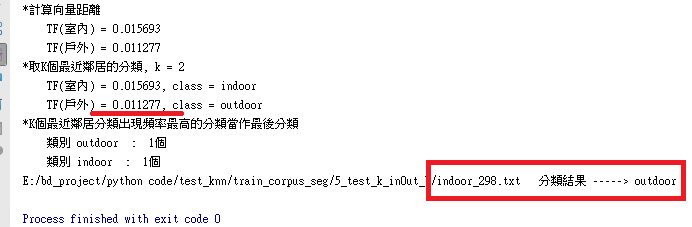 *計算向量距離
TF(室內) = 0.015693
TF(戶外) = 0.011277
*取K個最近鄰居的分類, k = 2
TF(室內) = 0.015693, class = indoor
TF(戶外) = 0.011277, class = outdoor
*K個最近鄰居分類出現頻率最高的分類當作最後分類
類別 outdoor : 1個
類別 indoor : 1個
E:/bd_project/python code/test_knn/train_corpus_seg/5_test_k_inOut_/indoor_298.txt 分類結果 -----> outdoor
Process finished with exit code 0